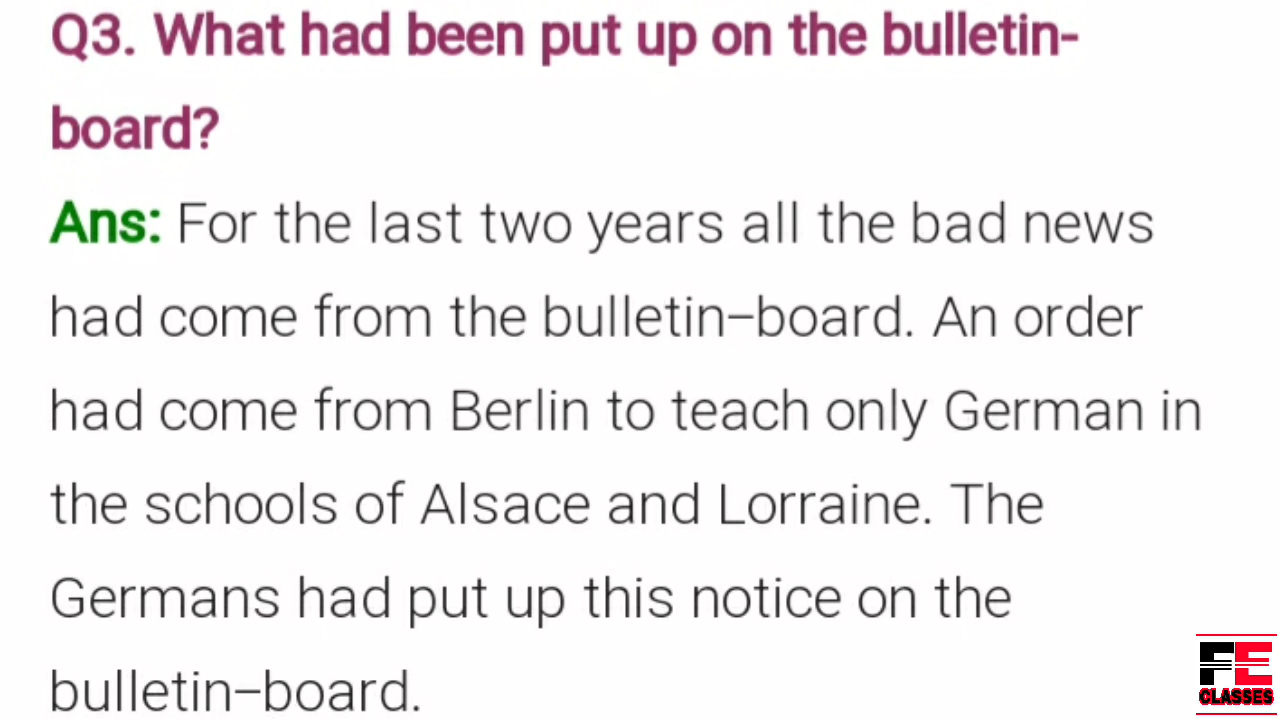 Q3. What had been put up on the bulletin-
board?
Ans: For the last two years all the bad news
had come from the bulletin–board. An order
had come from Berlin to teach only German in
the schools of Alsace and Lorraine. The
Germans had put up this notice on the
bulletin–board.
FE
CLASSES